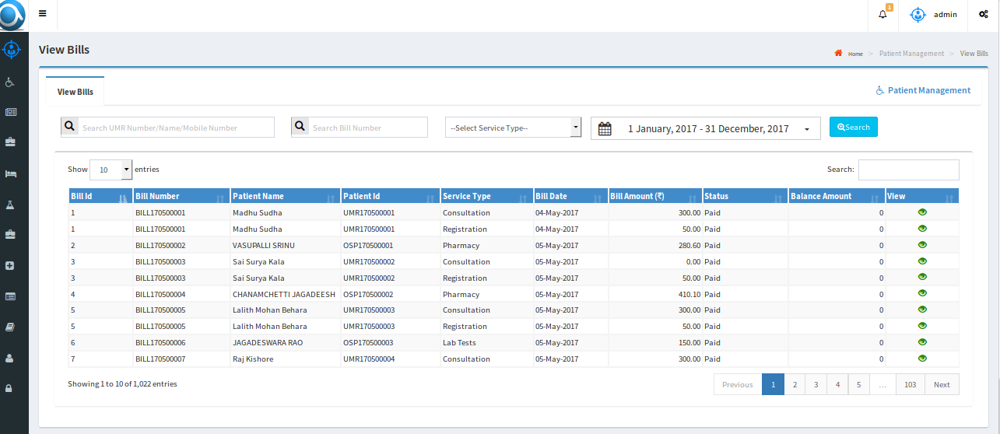 1
admin
View Bills
Home > Patient Management > View Bills
View Bills
Patient Management
Search UMR Number/Name/Mobile Number
Search Bill Number
--Select Service Type--
1 January, 2017 - 31 December, 2017
Search
Show 10 entries
Search:
Bill Id Bill Number Patient Name Patient Id Service Type Bill Date Bill Amount (₹) Status Balance Amount View
1 BILL170500001 Madhu Sudha UMR170500001 Consultation 04-May-2017 300.00 Paid 0
1 BILL170500001 Madhu Sudha UMR170500001 Registration 04-May-2017 50.00 Paid 0
2 BILL170500002 VASUPALLI SRINU OSP170500001 Pharmacy 05-May-2017 280.60 Paid 0
3 BILL170500003 Sai Surya Kala UMR170500002 Consultation 05-May-2017 0.00 Paid 0
3 BILL170500003 Sai Surya Kala UMR170500002 Registration 05-May-2017 50.00 Paid 0
4 BILL170500004 CHANAMCHETTI JAGADEESH OSP170500002 Pharmacy 05-May-2017 410.10 Paid 0
5 BILL170500005 Lalith Mohan Behara UMR170500003 Consultation 05-May-2017 300.00 Paid 0
5 BILL170500005 Lalith Mohan Behara UMR170500003 Registration 05-May-2017 50.00 Paid 0
6 BILL170500006 JAGADESWARA RAO OSP170500003 Lab Tests 05-May-2017 150.00 Paid 0
7 BILL170500007 Raj Kishore UMR170500004 Consultation 05-May-2017 300.00 Paid 0
Showing 1 to 10 of 1,022 entries
Previous 1 2 3 4 5 ... 103 Next